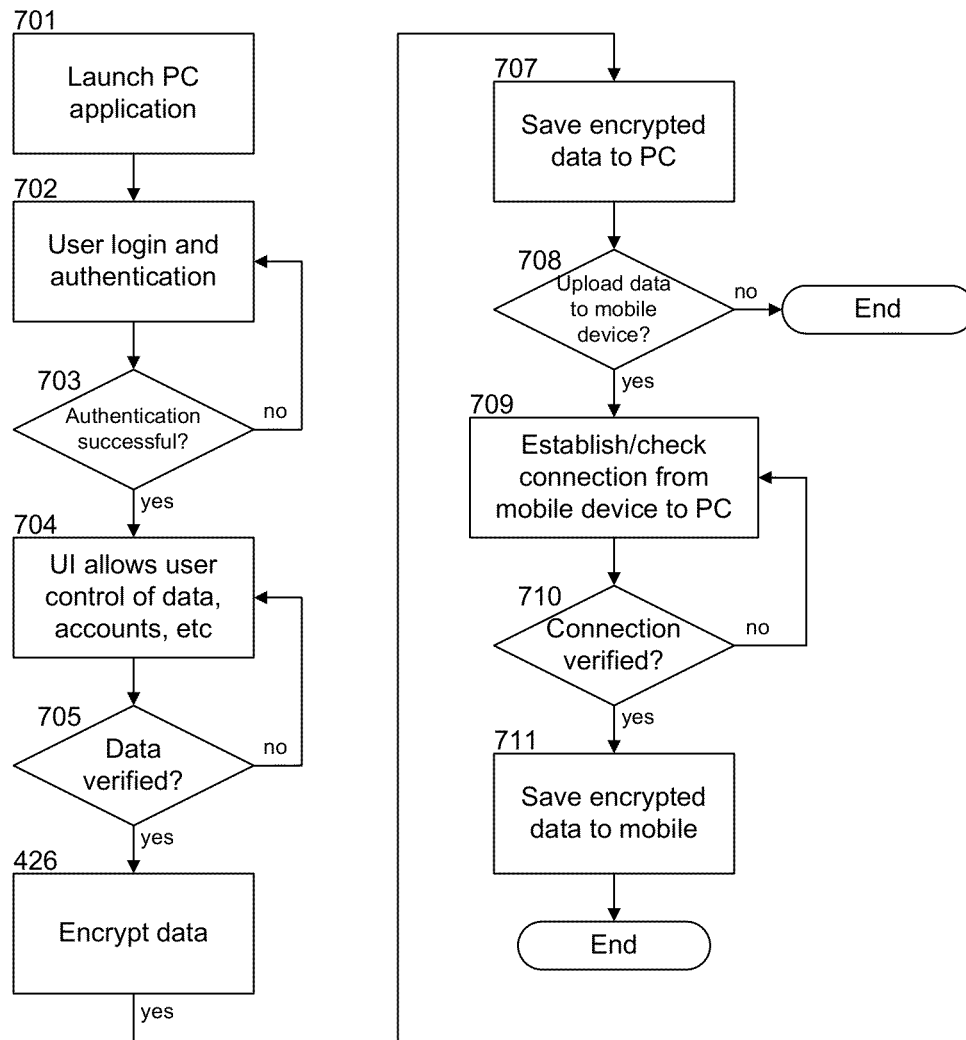 701
Launch PC
application
702
User login and
authentication
703
Authentication
successful?
no
yes
704
UI allows user
control of data,
accounts, etc
705
Data
verified?
no
yes
426
Encrypt data
yes
707
Save encrypted
data to PC
708
Upload data
to mobile
device?
no
End
yes
709
Establish/check
connection from
mobile device to PC
710
Connection
verified?
no
yes
711
Save encrypted
data to mobile
End